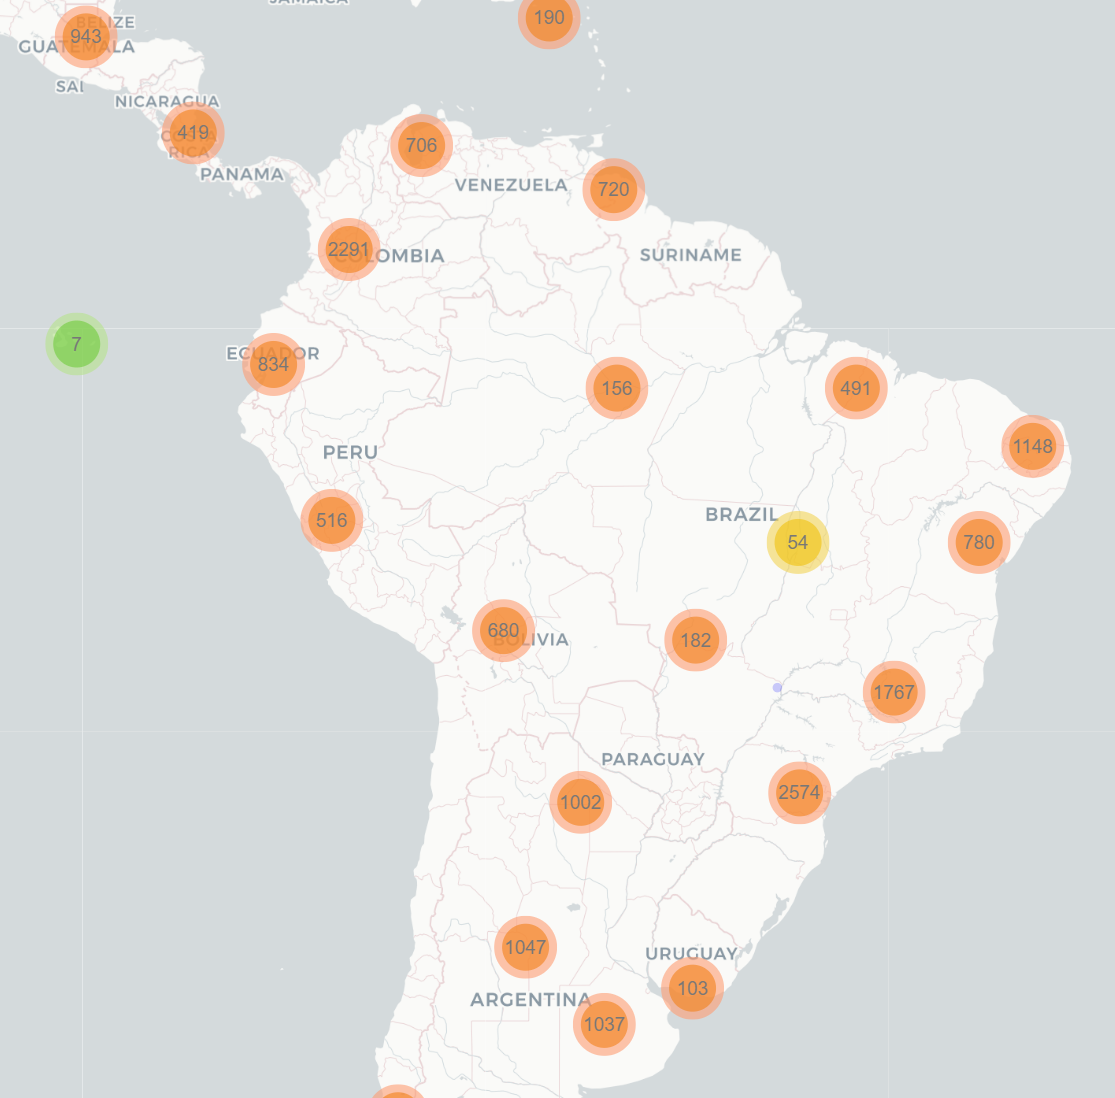 JAMAICA
190
BELIZE
943
GUATEMALA
SAL
NICARAGUA
419
COSTA
RICA
706
PANAMA
VENEZUELA
720
2291
COLOMBIA
SURINAME
7
ECUADOR
834
156
491
1148
PERU
516
BRAZIL
54
780
680
BOLIVIA
182
1767
PARAGUAY
1002
2574
1047
URUGUAY
103
ARGENTINA
1037